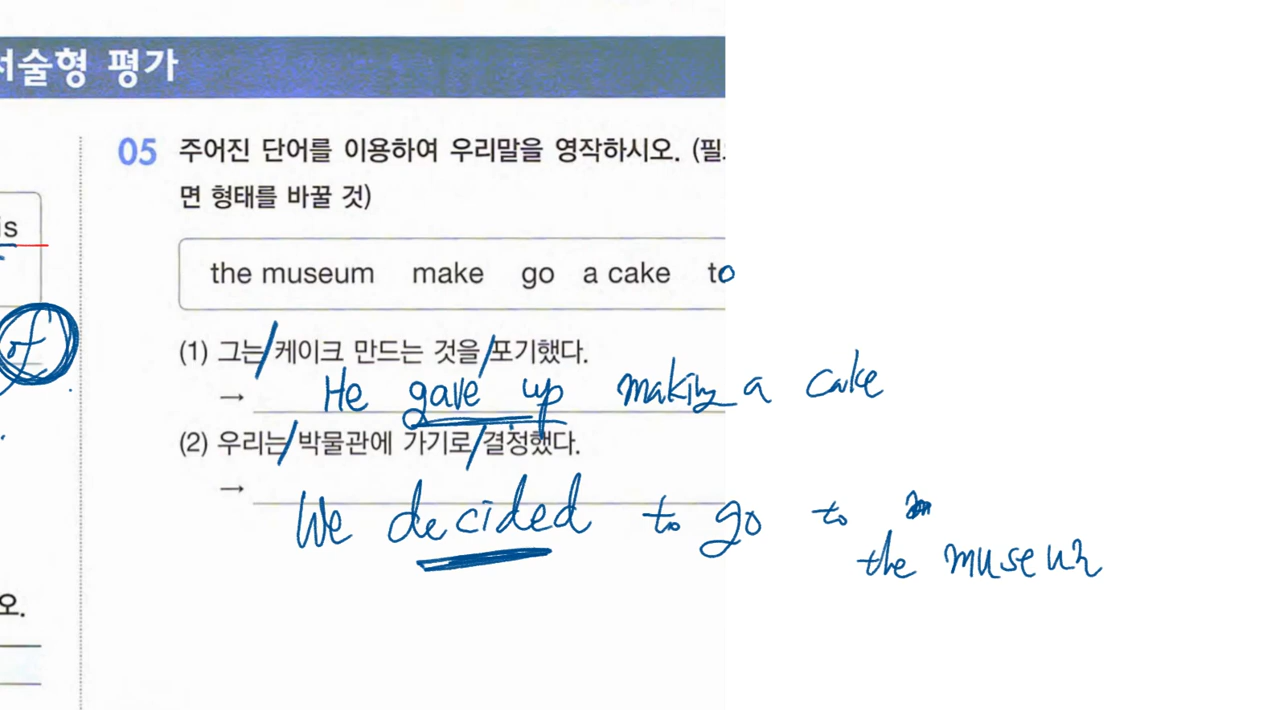 서술형 평가
05 주어진 단어를 이용하여 우리말을 영작하시오. (필
면 형태를 바꿀 것)
is
the museum make go a cake to
of
(1) 그는/케이크 만드는 것을/포기했다.
→ He gave up making a cake
(2) 우리는/박물관에 가기로/결정했다.
→ We decided to go to
the museum
오.